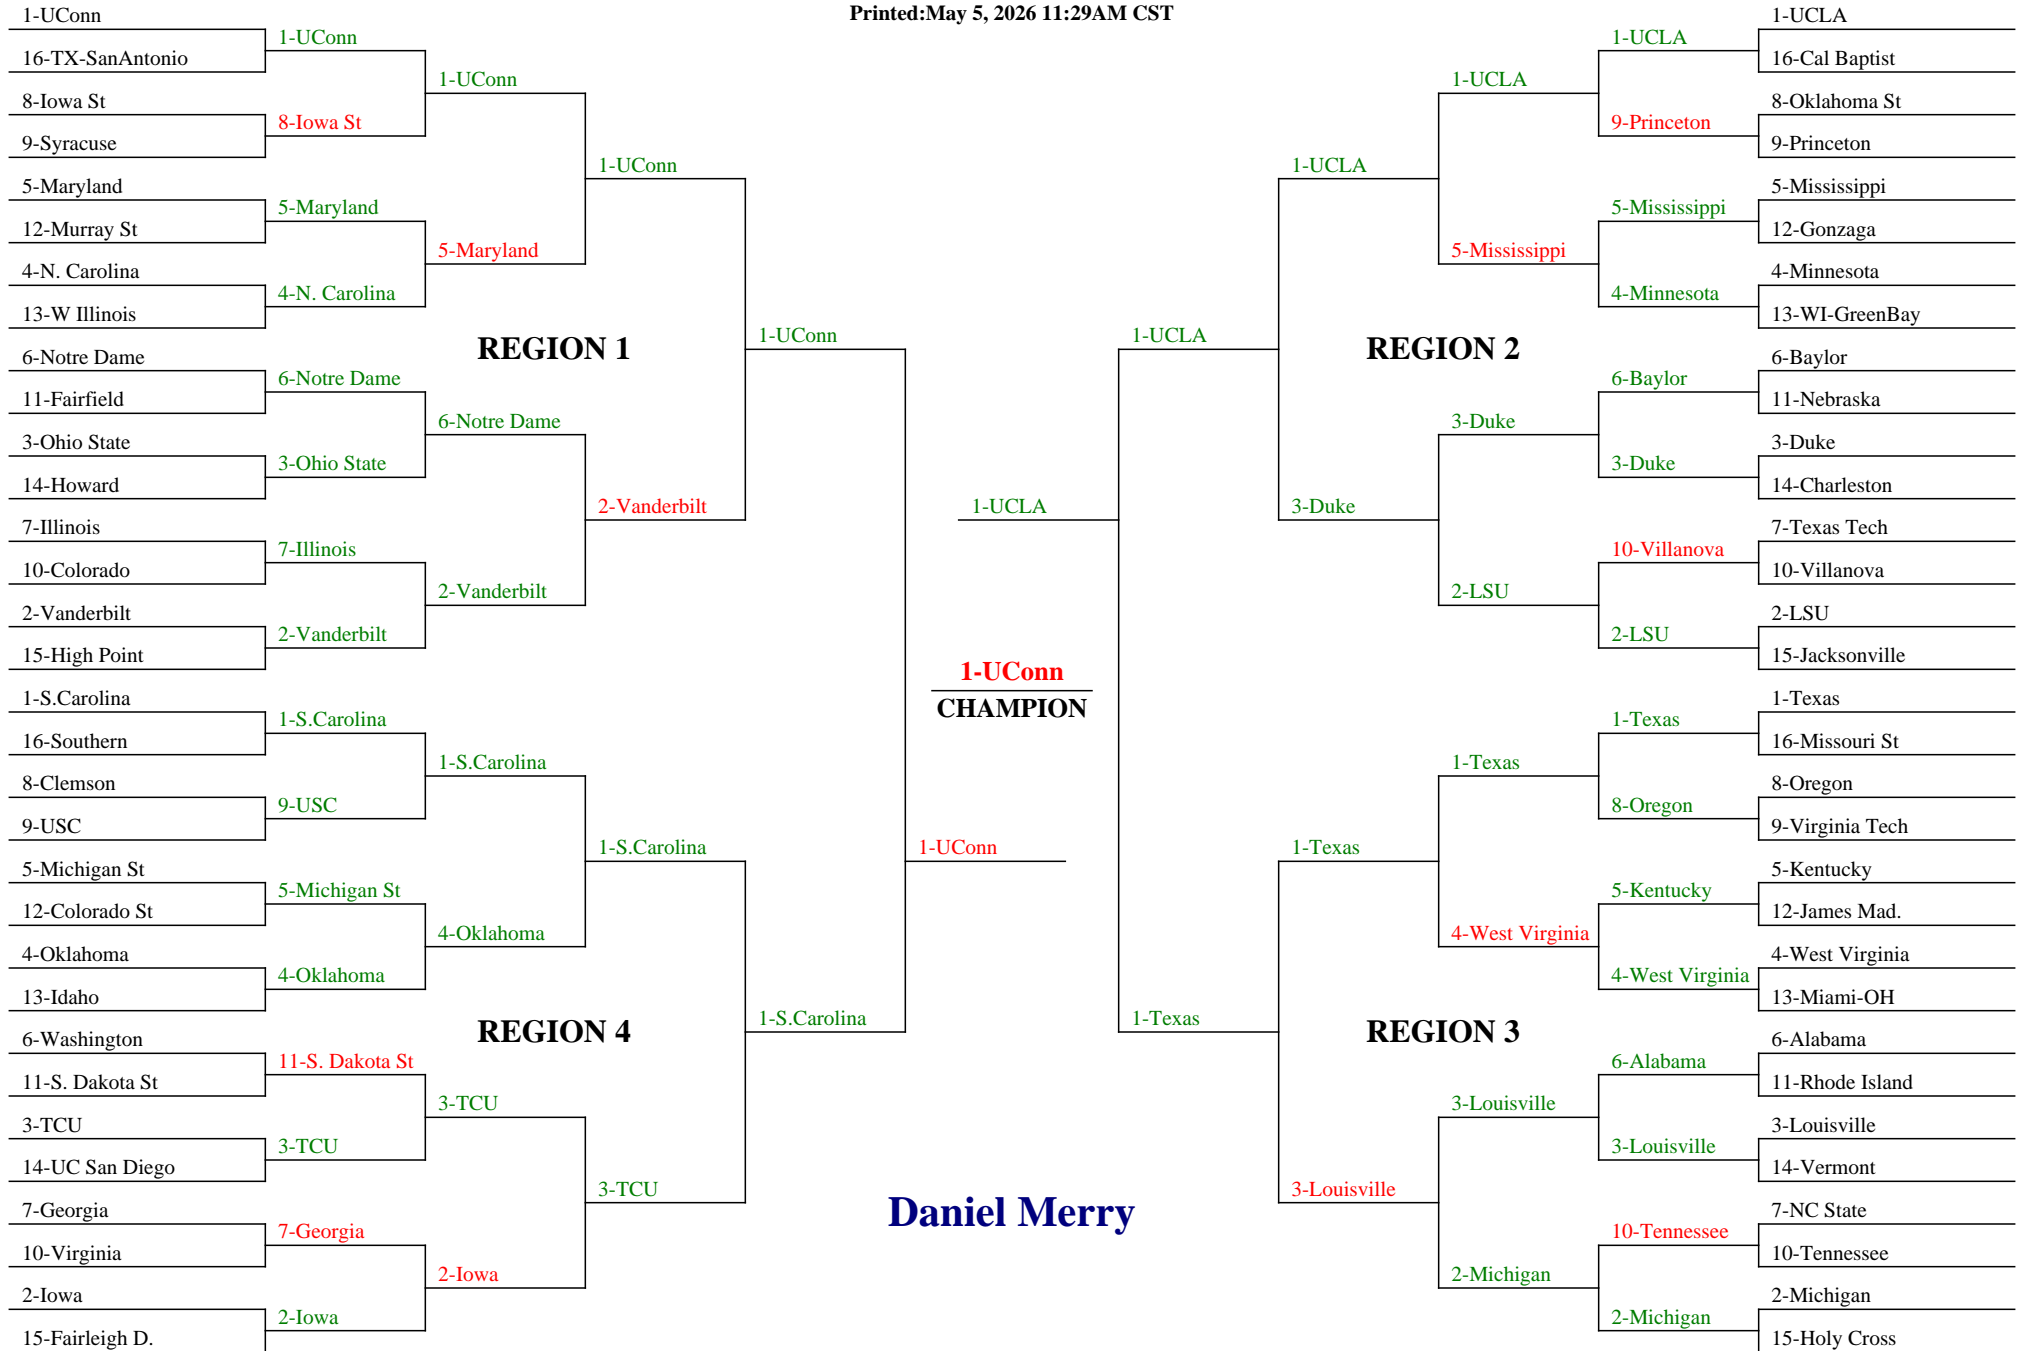 Printed:May 5, 2026 11:29AM CST
1-UConn
16-TX-SanAntonio
8-Iowa St
9-Syracuse
5-Maryland
12-Murray St
4-N. Carolina
13-W Illinois
6-Notre Dame
11-Fairfield
3-Ohio State
14-Howard
7-Illinois
10-Colorado
2-Vanderbilt
15-High Point
1-S.Carolina
16-Southern
8-Clemson
9-USC
5-Michigan St
12-Colorado St
4-Oklahoma
13-Idaho
6-Washington
11-S. Dakota St
3-TCU
14-UC San Diego
7-Georgia
10-Virginia
2-Iowa
15-Fairleigh D.
1-UConn
8-Iowa St
5-Maryland
4-N. Carolina
6-Notre Dame
3-Ohio State
7-Illinois
2-Vanderbilt
1-S.Carolina
9-USC
5-Michigan St
4-Oklahoma
11-S. Dakota St
3-TCU
7-Georgia
2-Iowa
1-UConn
5-Maryland
REGION 1
6-Notre Dame
2-Vanderbilt
1-S.Carolina
4-Oklahoma
REGION 4
3-TCU
2-Iowa
1-UConn
2-Vanderbilt
1-S.Carolina
3-TCU
1-UConn
1-S.Carolina
1-UCLA
1-UConn
CHAMPION
1-UConn
Daniel Merry
1-UCLA
1-Texas
1-UCLA
3-Duke
1-Texas
3-Louisville
1-UCLA
5-Mississippi
REGION 2
3-Duke
2-LSU
1-Texas
4-West Virginia
REGION 3
3-Louisville
2-Michigan
1-UCLA
9-Princeton
5-Mississippi
4-Minnesota
6-Baylor
3-Duke
10-Villanova
2-LSU
1-Texas
8-Oregon
5-Kentucky
4-West Virginia
6-Alabama
3-Louisville
10-Tennessee
2-Michigan
1-UCLA
16-Cal Baptist
8-Oklahoma St
9-Princeton
5-Mississippi
12-Gonzaga
4-Minnesota
13-WI-GreenBay
6-Baylor
11-Nebraska
3-Duke
14-Charleston
7-Texas Tech
10-Villanova
2-LSU
15-Jacksonville
1-Texas
16-Missouri St
8-Oregon
9-Virginia Tech
5-Kentucky
12-James Mad.
4-West Virginia
13-Miami-OH
6-Alabama
11-Rhode Island
3-Louisville
14-Vermont
7-NC State
10-Tennessee
2-Michigan
15-Holy Cross